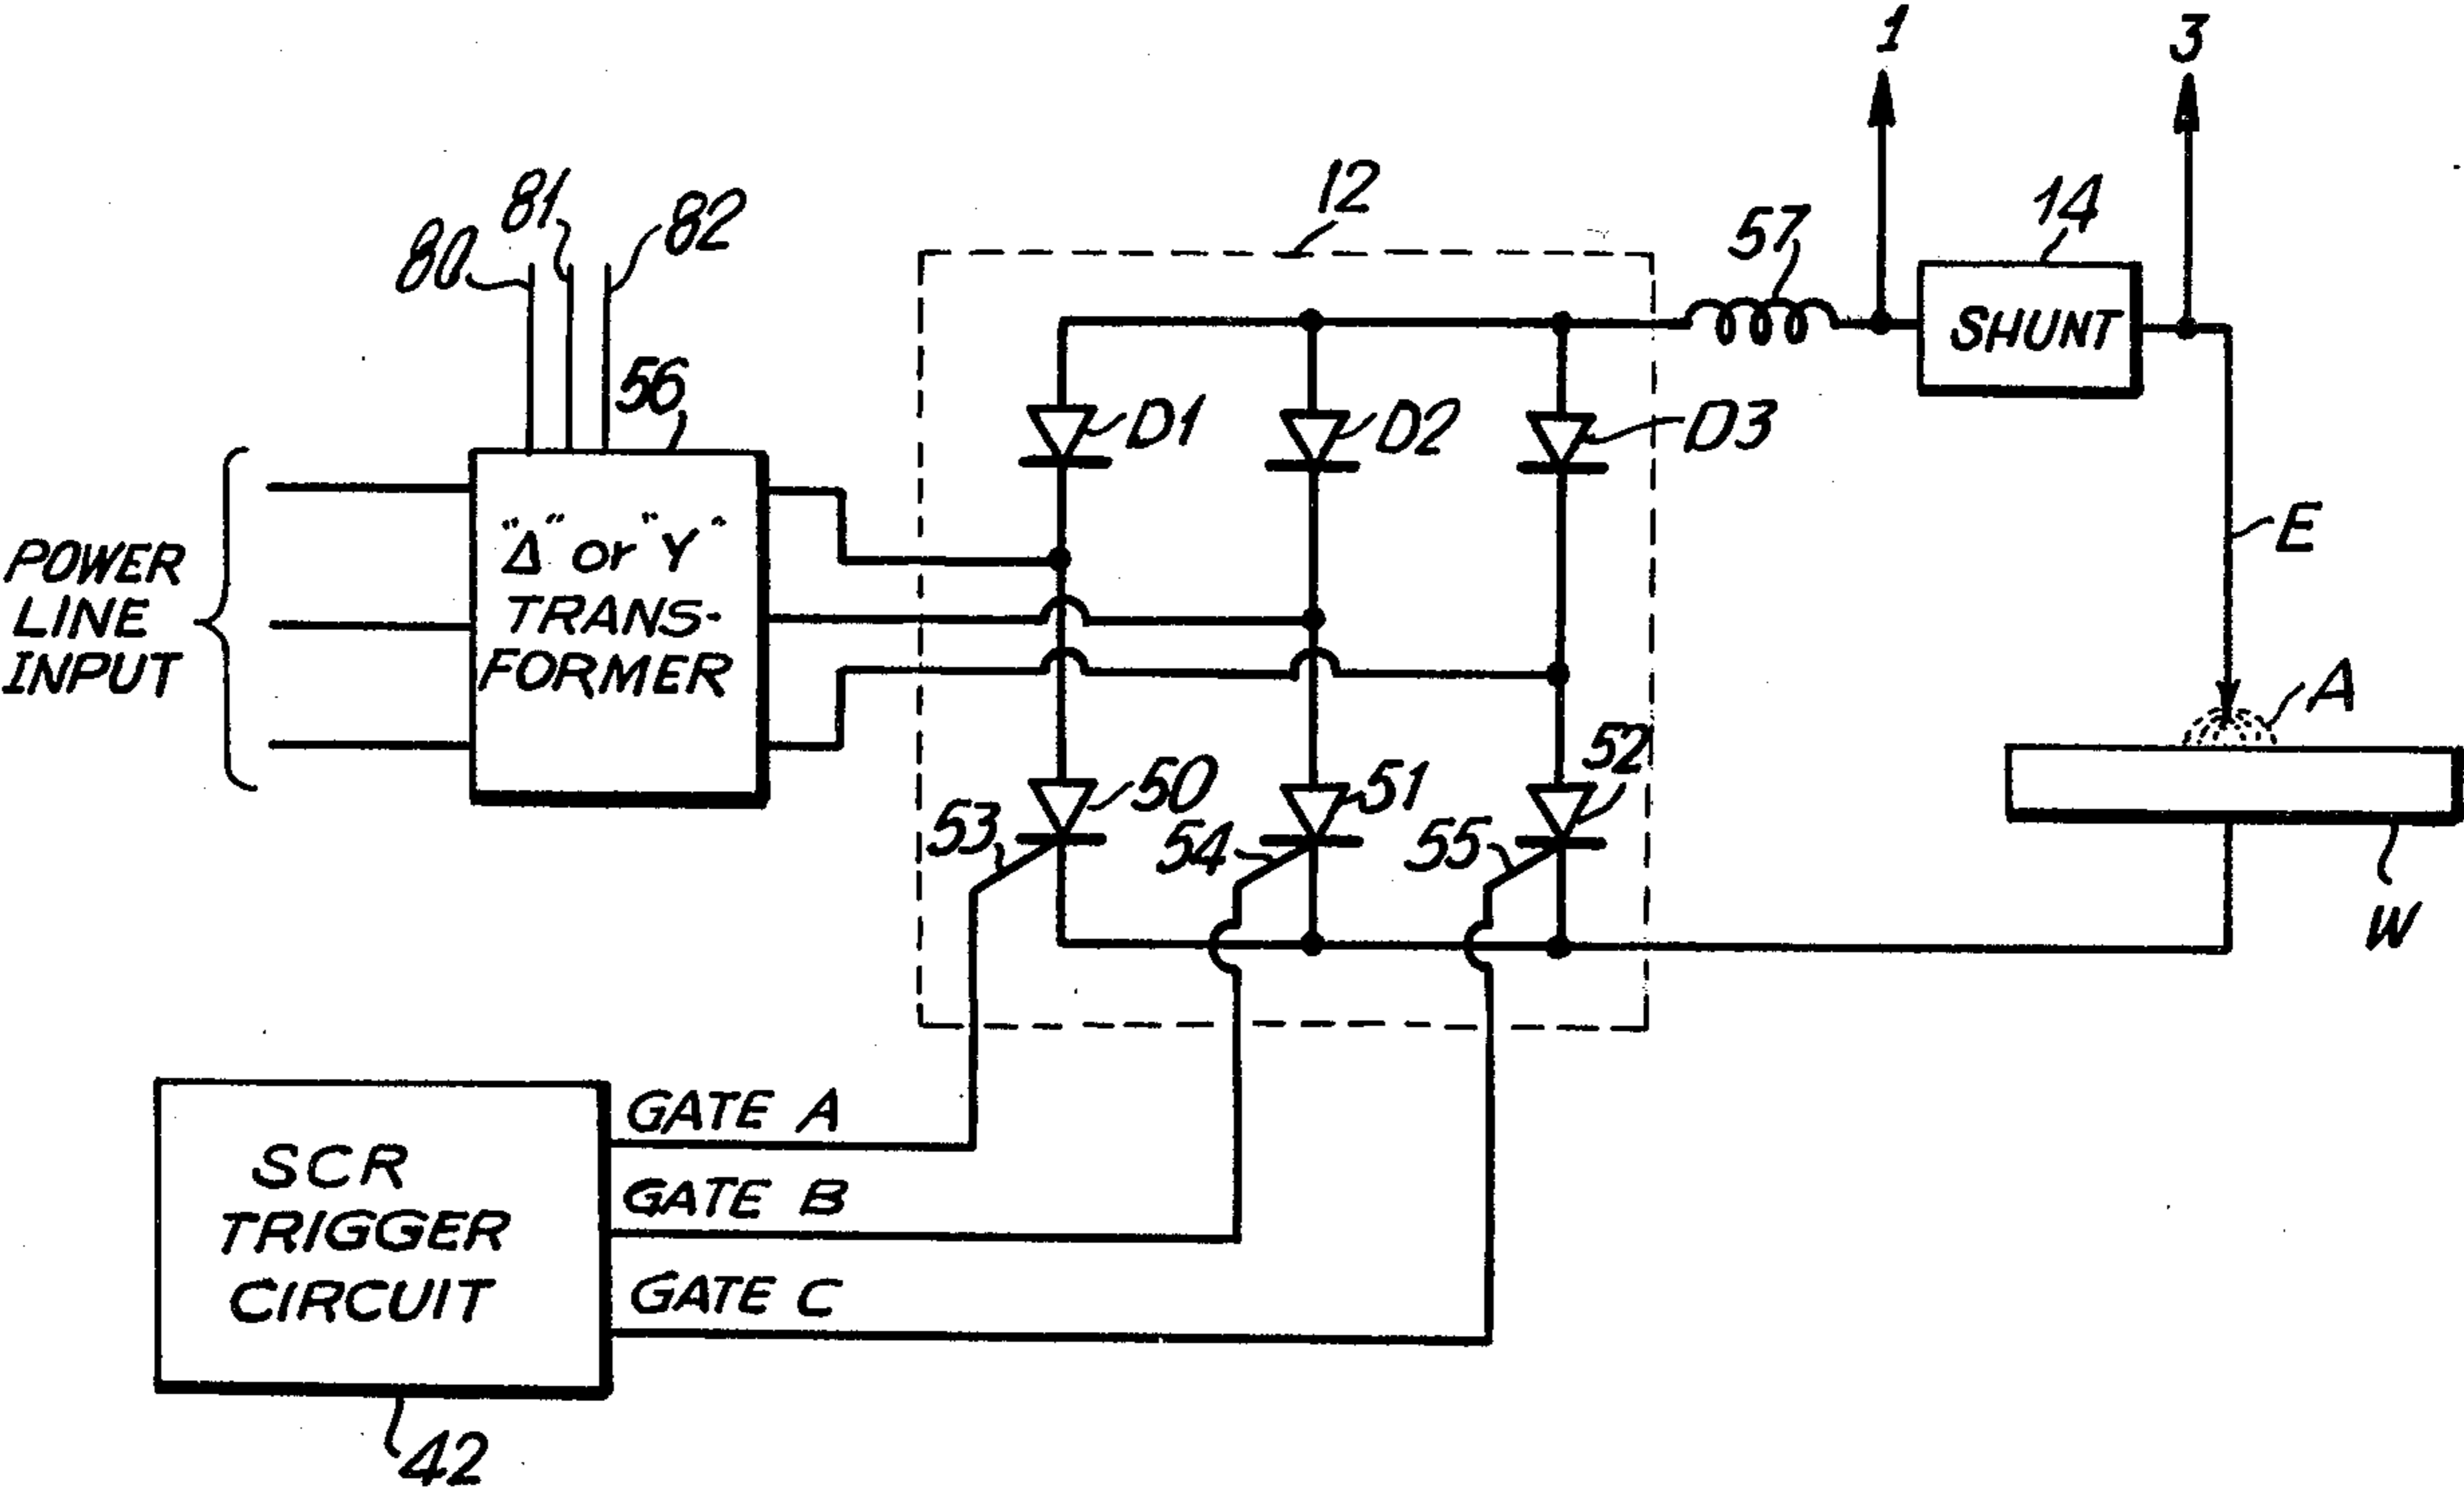 1
3
12
81
82
80
57
14
56
SHUNT
D1
D2
D3
"Δ" or "Y"
TRANS-
FORMER
POWER
LINE
INPUT
E
A
50
51
52
53
54
55
W
GATE A
GATE B
GATE C
SCR
TRIGGER
CIRCUIT
42